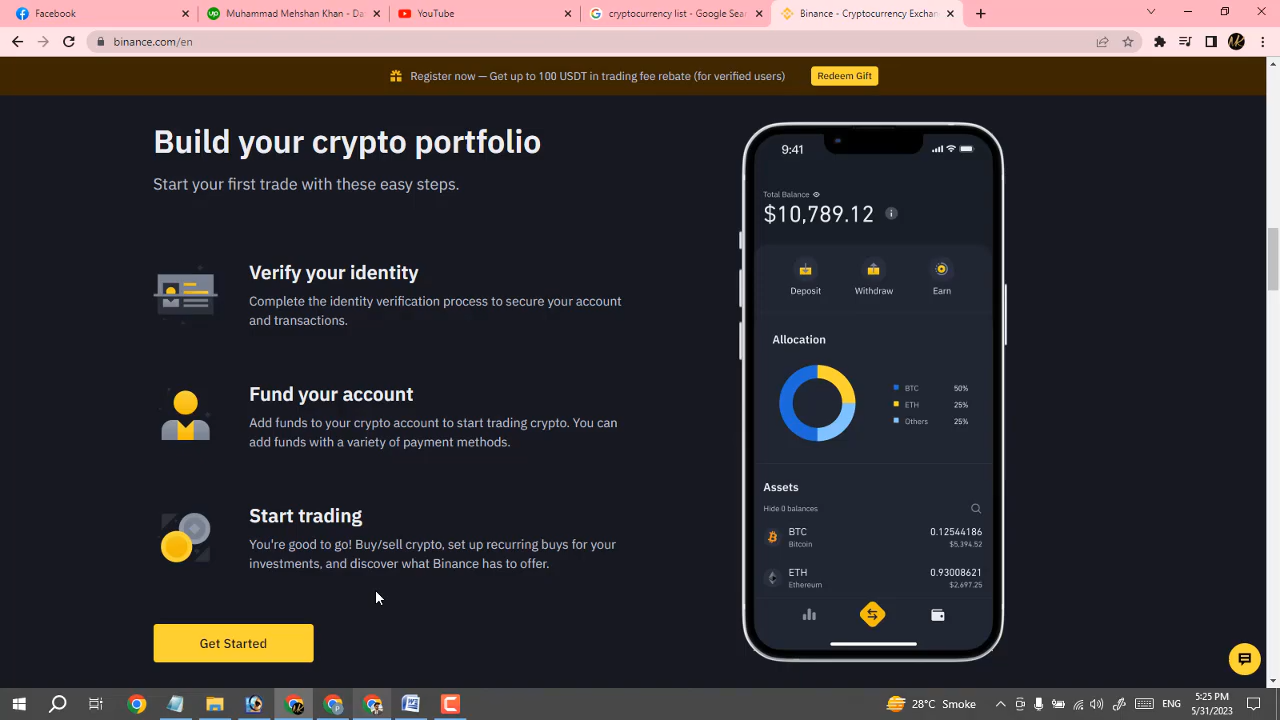 Facebook
Muhammad Mehshan Khan - Da
YouTube
cryptocurrency list - Google Sear
Binance - Cryptocurrency Exchan
binance.com/en
Register now — Get up to 100 USDT in trading fee rebate (for verified users)
Redeem Gift
Build your crypto portfolio
Start your first trade with these easy steps.
Verify your identity
Complete the identity verification process to secure your account
and transactions.
Fund your account
Add funds to your crypto account to start trading crypto. You can
add funds with a variety of payment methods.
Start trading
You're good to go! Buy/sell crypto, set up recurring buys for your
investments, and discover what Binance has to offer.
Get Started
9:41
Total Balance
$10,789.12
Deposit
Withdraw
Earn
Allocation
BTC 50%
ETH 25%
Others 25%
Assets
Hide 0 balances
BTC 0.12544186
Bitcoin $5,394.52
ETH 0.93008621
Ethereum $2,697.25
28°C Smoke
ENG
5:25 PM
5/31/2023